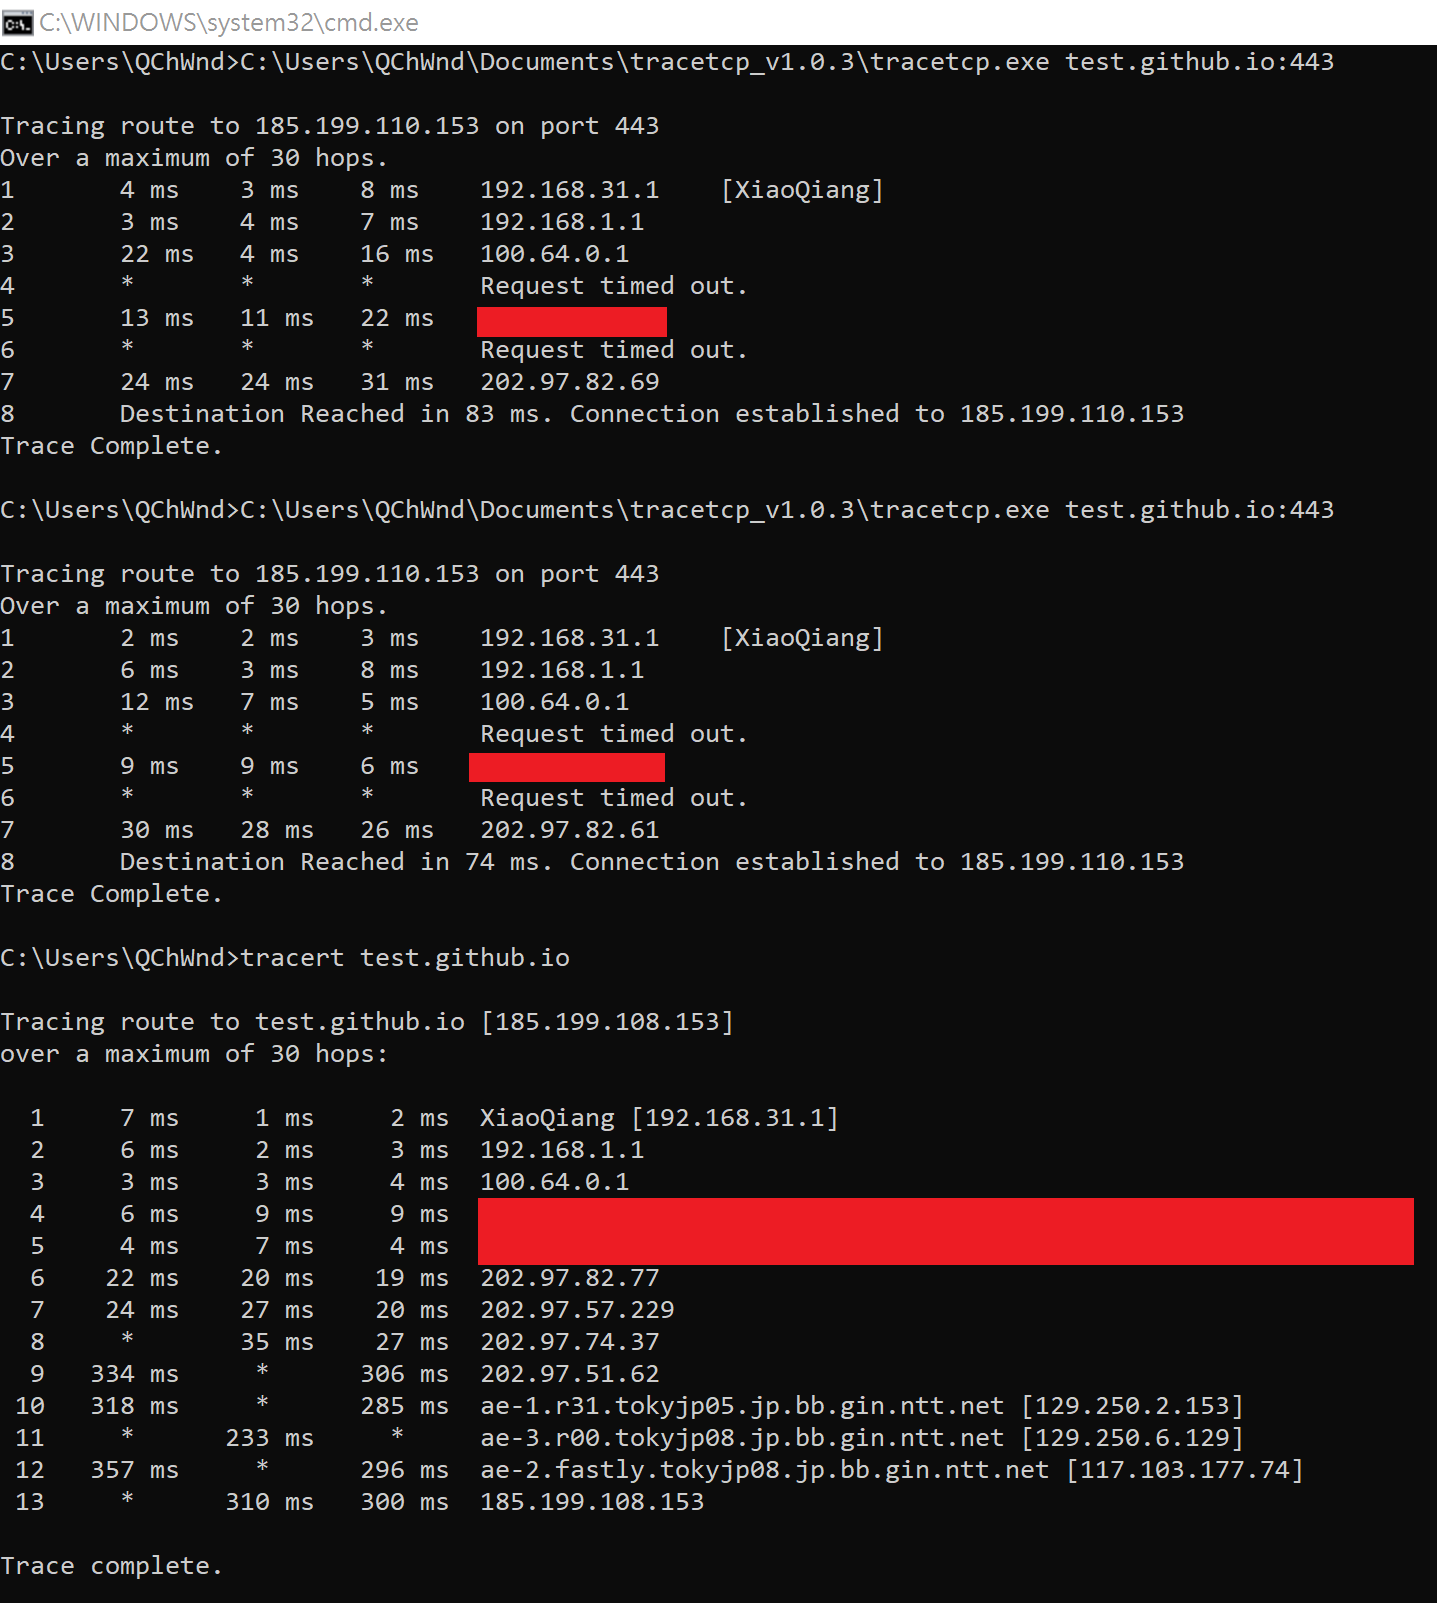 C:\WINDOWS\system32\cmd.exe
C:\Users\QChWnd>C:\Users\QChWnd\Documents\tracetcp_v1.0.3\tracetcp.exe test.github.io:443
Tracing route to 185.199.110.153 on port 443
Over a maximum of 30 hops.
1 4 ms 3 ms 8 ms 192.168.31.1 [XiaoQiang]
2 3 ms 4 ms 7 ms 192.168.1.1
3 22 ms 4 ms 16 ms 100.64.0.1
4 * * * Request timed out.
5 13 ms 11 ms 22 ms
6 * * * Request timed out.
7 24 ms 24 ms 31 ms 202.97.82.69
8 Destination Reached in 83 ms. Connection established to 185.199.110.153
Trace Complete.
C:\Users\QChWnd>C:\Users\QChWnd\Documents\tracetcp_v1.0.3\tracetcp.exe test.github.io:443
Tracing route to 185.199.110.153 on port 443
Over a maximum of 30 hops.
1 2 ms 2 ms 3 ms 192.168.31.1 [XiaoQiang]
2 6 ms 3 ms 8 ms 192.168.1.1
3 12 ms 7 ms 5 ms 100.64.0.1
4 * * * Request timed out.
5 9 ms 9 ms 6 ms
6 * * * Request timed out.
7 30 ms 28 ms 26 ms 202.97.82.61
8 Destination Reached in 74 ms. Connection established to 185.199.110.153
Trace Complete.
C:\Users\QChWnd>tracert test.github.io
Tracing route to test.github.io [185.199.108.153]
over a maximum of 30 hops:
1 7 ms 1 ms 2 ms XiaoQiang [192.168.31.1]
2 6 ms 2 ms 3 ms 192.168.1.1
3 3 ms 3 ms 4 ms 100.64.0.1
4 6 ms 9 ms 9 ms
5 4 ms 7 ms 4 ms
6 22 ms 20 ms 19 ms 202.97.82.77
7 24 ms 27 ms 20 ms 202.97.57.229
8 * 35 ms 27 ms 202.97.74.37
9 334 ms * 306 ms 202.97.51.62
10 318 ms * 285 ms ae-1.r31.tokyjp05.jp.bb.gin.ntt.net [129.250.2.153]
11 * 233 ms * ae-3.r00.tokyjp08.jp.bb.gin.ntt.net [129.250.6.129]
12 357 ms * 296 ms ae-2.fastly.tokyjp08.jp.bb.gin.ntt.net [117.103.177.74]
13 * 310 ms 300 ms 185.199.108.153
Trace complete.